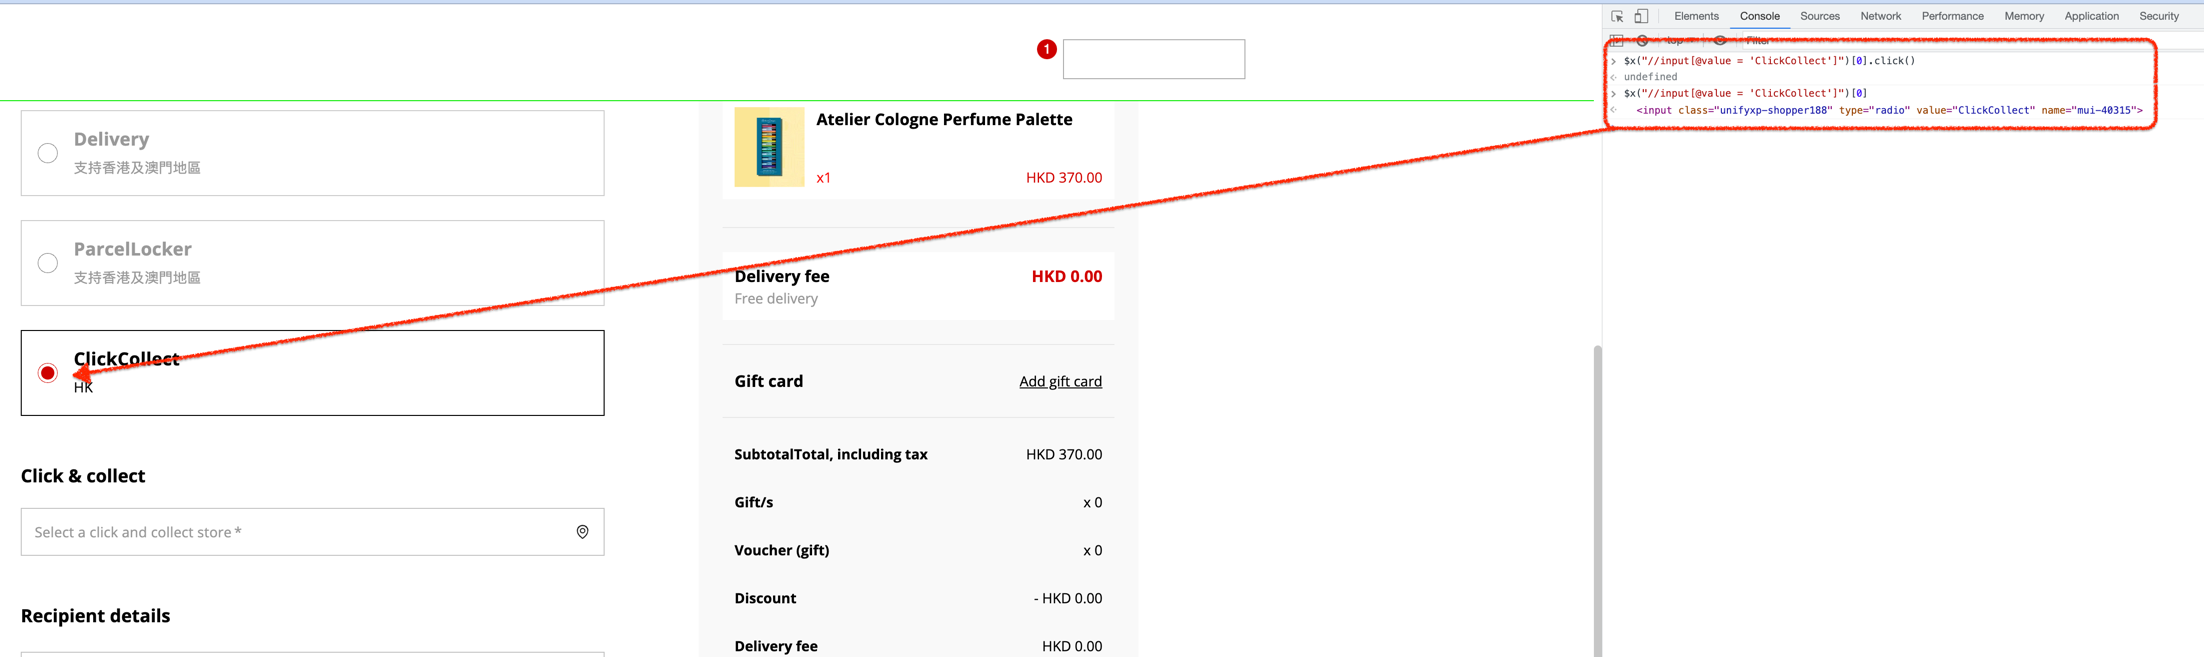 1
Delivery
支持香港及澳門地區
ParcelLocker
支持香港及澳門地區
ClickCollect
HK
Click & collect
Select a click and collect store *
Recipient details
Atelier Cologne Perfume Palette
x1 HKD 370.00
Delivery fee HKD 0.00
Free delivery
Gift card Add gift card
SubtotalTotal, including tax HKD 370.00
Gift/s x 0
Voucher (gift) x 0
Discount - HKD 0.00
Delivery fee HKD 0.00
Elements Console Sources Network Performance Memory Application Security
top Filter
> $x("//input[@value = 'ClickCollect']")[0].click()
undefined
> $x("//input[@value = 'ClickCollect']")[0]
<input class="unifyxp-shopper188" type="radio" value="ClickCollect" name="mui-40315">